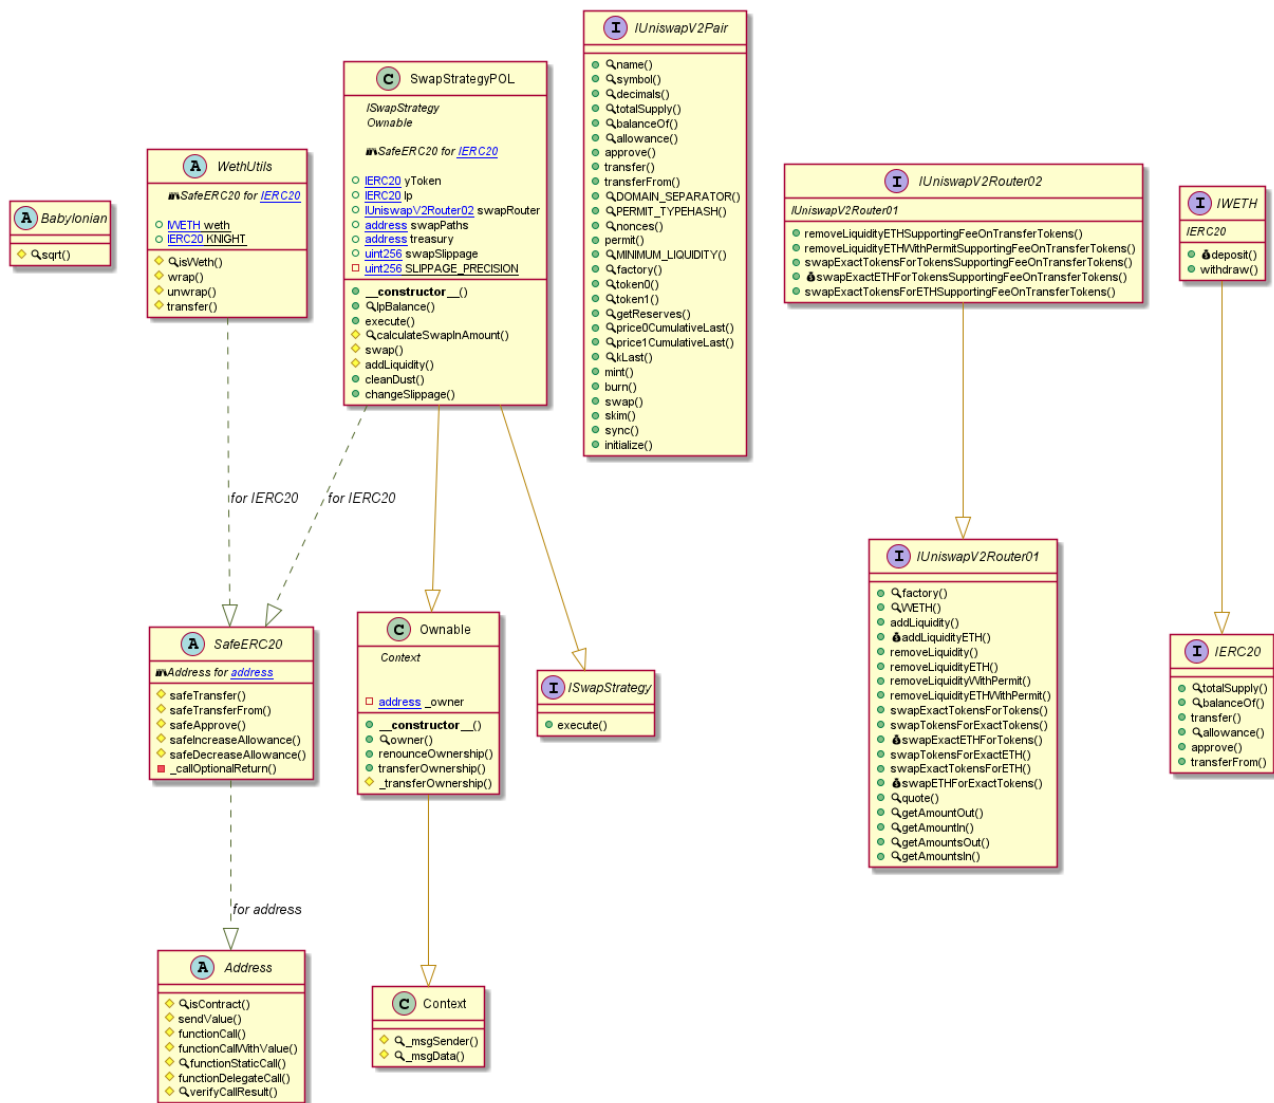 A Babylonian
sqrt()
A WethUtils
SafeERC20 for IERC20
IWETH weth
IERC20 KNIGHT
isWeth()
wrap()
unwrap()
transfer()
C SwapStrategyPOL
ISwapStrategy
Ownable
SafeERC20 for IERC20
IERC20 yToken
IERC20 lp
IUniswapV2Router02 swapRouter
address swapPaths
address treasury
uint256 swapSlippage
uint256 SLIPPAGE_PRECISION
__constructor__()
lpBalance()
execute()
calculateSwapInAmount()
swap()
addLiquidity()
cleanDust()
changeSlippage()
I IUniswapV2Pair
name()
symbol()
decimals()
totalSupply()
balanceOf()
allowance()
approve()
transfer()
transferFrom()
DOMAIN_SEPARATOR()
PERMIT_TYPEHASH()
nonces()
permit()
MINIMUM_LIQUIDITY()
factory()
token0()
token1()
getReserves()
price0CumulativeLast()
price1CumulativeLast()
kLast()
mint()
burn()
swap()
skim()
sync()
initialize()
I IUniswapV2Router02
IUniswapV2Router01
removeLiquidityETHSupportingFeeOnTransferTokens()
removeLiquidityETHWithPermitSupportingFeeOnTransferTokens()
swapExactTokensForTokensSupportingFeeOnTransferTokens()
swapExactETHForTokensSupportingFeeOnTransferTokens()
swapExactTokensForETHSupportingFeeOnTransferTokens()
I IWETH
IERC20
deposit()
withdraw()
for IERC20
for IERC20
A SafeERC20
Address for address
safeTransfer()
safeTransferFrom()
safeApprove()
safeIncreaseAllowance()
safeDecreaseAllowance()
_callOptionalReturn()
C Ownable
Context
address _owner
__constructor__()
owner()
renounceOwnership()
transferOwnership()
_transferOwnership()
I ISwapStrategy
execute()
I IUniswapV2Router01
factory()
WETH()
addLiquidity()
addLiquidityETH()
removeLiquidity()
removeLiquidityETH()
removeLiquidityWithPermit()
removeLiquidityETHWithPermit()
swapExactTokensForTokens()
swapTokensForExactTokens()
swapExactETHForTokens()
swapTokensForExactETH()
swapExactTokensForETH()
swapETHForExactTokens()
quote()
getAmountOut()
getAmountIn()
getAmountsOut()
getAmountsIn()
I IERC20
totalSupply()
balanceOf()
transfer()
allowance()
approve()
transferFrom()
for address
A Address
isContract()
sendValue()
functionCall()
functionCallWithValue()
functionStaticCall()
functionDelegateCall()
verifyCallResult()
C Context
_msgSender()
_msgData()